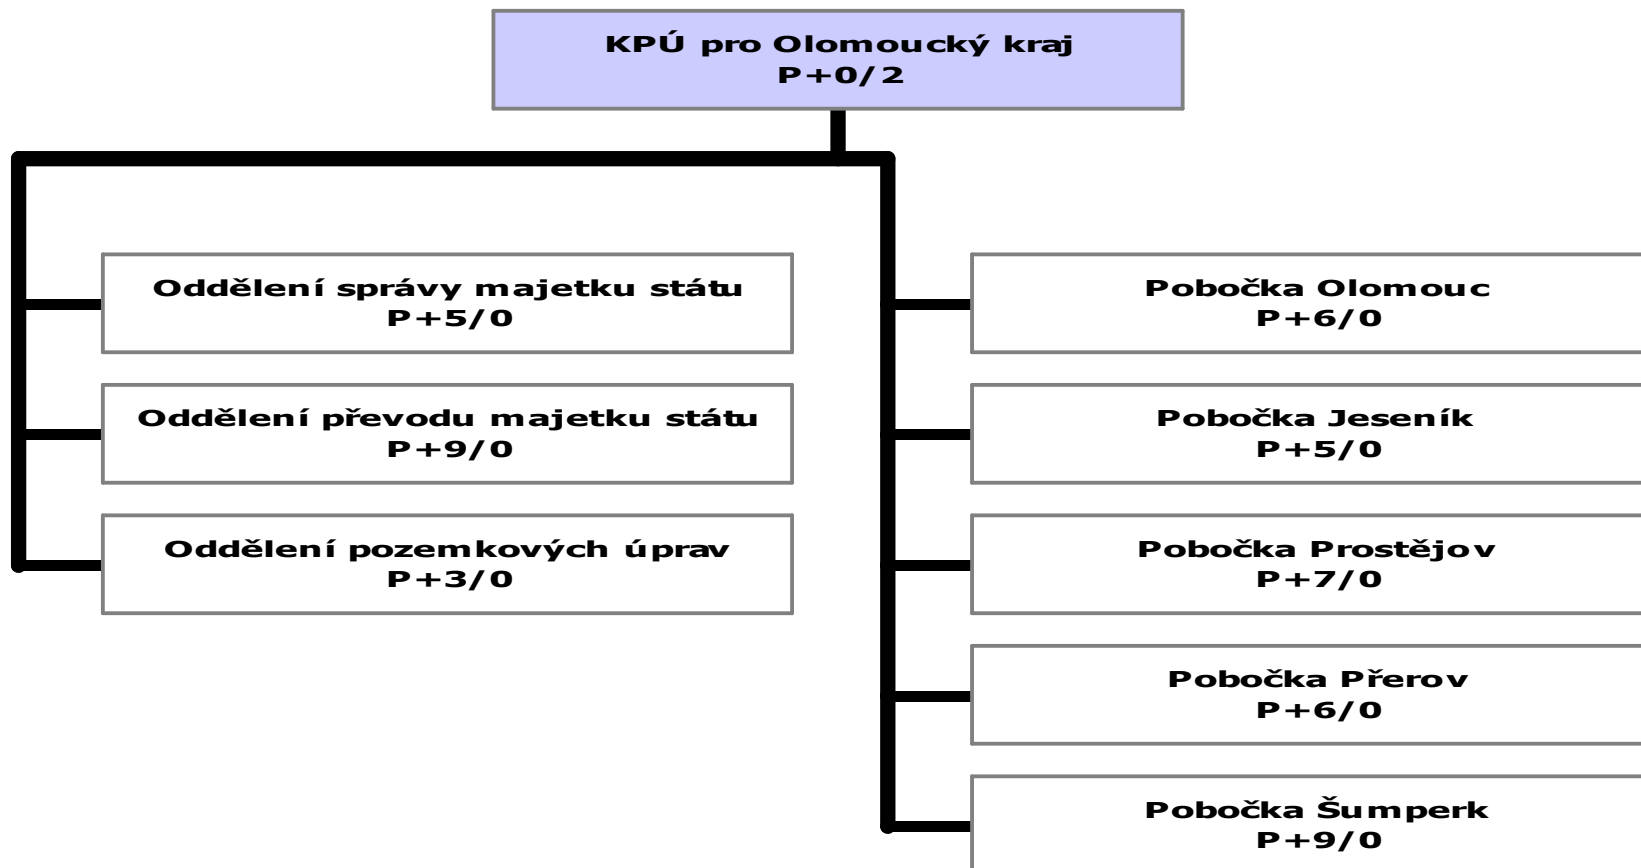 KPÚ pro Olomoucký kraj
P+0/2
Oddělení správy majetku státu
P+5/0
Oddělení převodu majetku státu
P+9/0
Oddělení pozemkových úprav
P+3/0
Pobočka Olomouc
P+6/0
Pobočka Jeseník
P+5/0
Pobočka Prostějov
P+7/0
Pobočka Přerov
P+6/0
Pobočka Šumperk
P+9/0